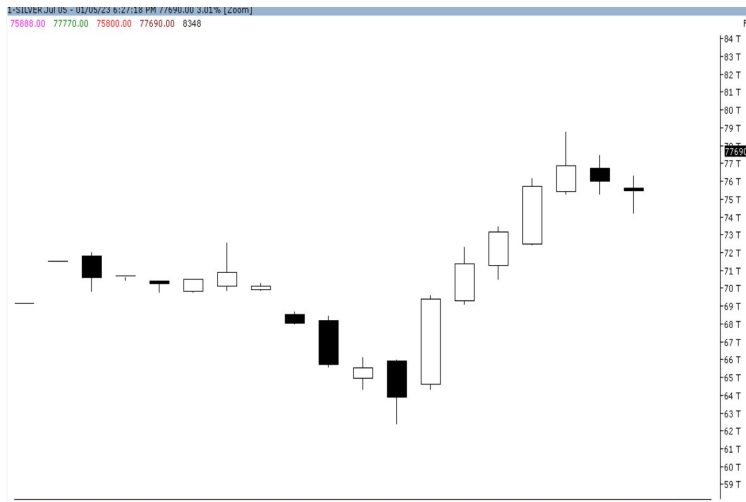 1-SILVER.Jul 05 - 01/05/23 6:27:18 PM 77690.00 3.01% [Zoom]
75888.00 77770.00 75800.00 77690.00 8348
84 T
83 T
82 T
81 T
80 T
79 T
77690
77 T
76 T
75 T
74 T
73 T
72 T
71 T
70 T
69 T
68 T
67 T
66 T
65 T
64 T
63 T
62 T
61 T
60 T
59 T